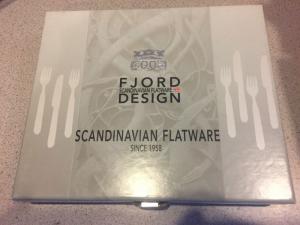 FJORD
SCANDINAVIAN FLATWARE
DESIGN
SCANDINAVIAN FLATWARE
SINCE 1958